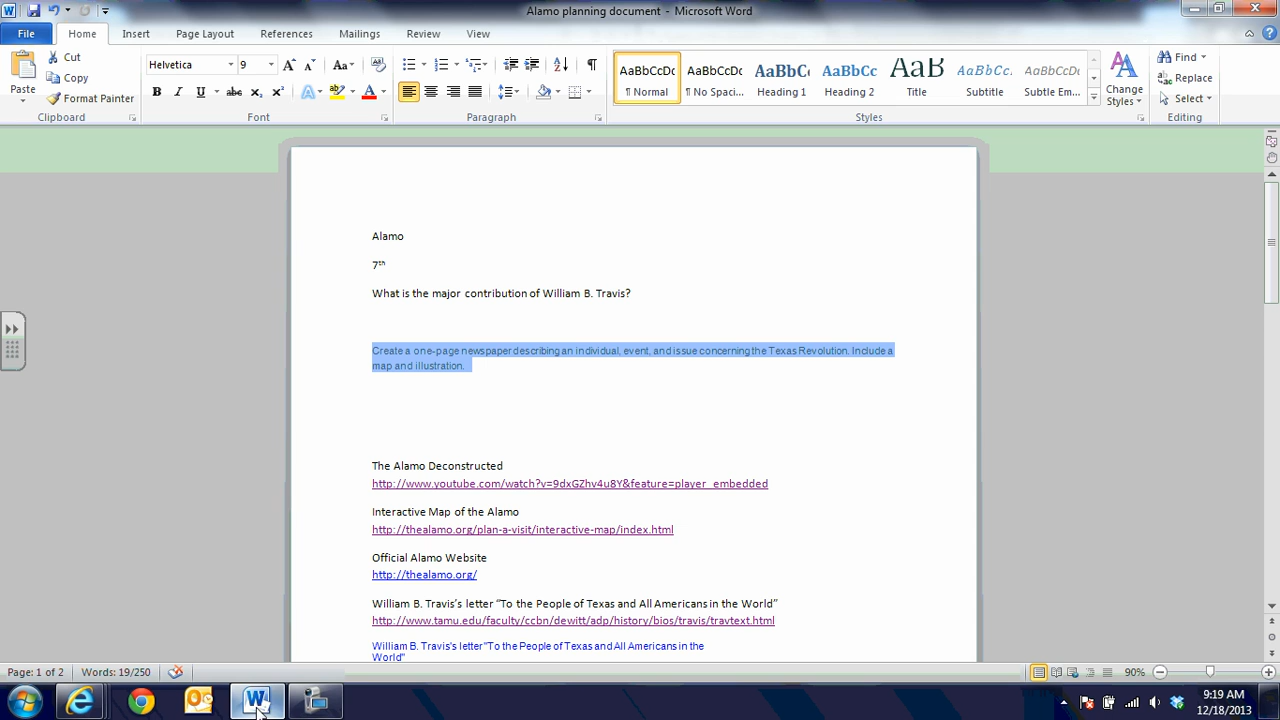 Alamo planning document - Microsoft Word
File Home Insert Page Layout References Mailings Review View
Cut
Copy
Format Painter
Paste
Clipboard
Helvetica 9
Font
Paragraph
AaBbCcDc AaBbCcDc AaBbCc AaBbCc AaB AaBbCc. AaBbCcDc
¶ Normal ¶ No Spaci... Heading 1 Heading 2 Title Subtitle Subtle Em...
Change Styles
Styles
Find
Replace
Select
Editing
Alamo
7th
What is the major contribution of William B. Travis?
Create a one-page newspaper describing an individual, event, and issue concerning the Texas Revolution. Include a
map and illustration.
The Alamo Deconstructed
http://www.youtube.com/watch?v=9dxGZhv4u8Y&feature=player_embedded
Interactive Map of the Alamo
http://thealamo.org/plan-a-visit/interactive-map/index.html
Official Alamo Website
http://thealamo.org/
William B. Travis’s letter “To the People of Texas and All Americans in the World”
http://www.tamu.edu/faculty/ccbn/dewitt/adp/history/bios/travis/travtext.html
William B. Travis's letter"To the People of Texas and All Americans in the
World"
Page: 1 of 2 Words: 19/250 90%
9:19 AM
12/18/2013